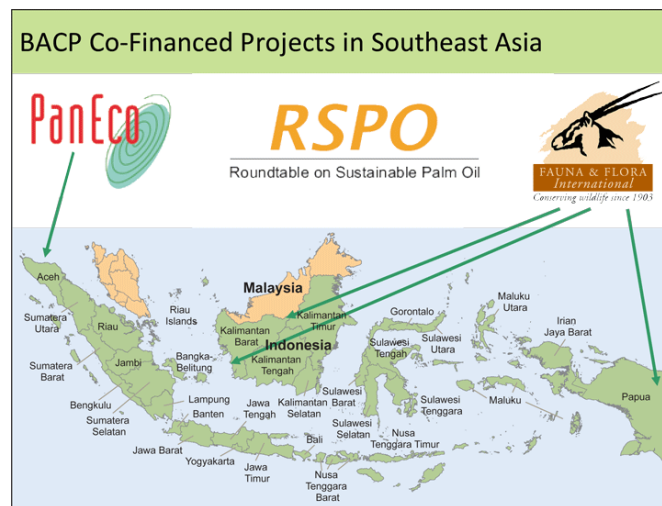 BACP Co-Financed Projects in Southeast Asia
PanEco
RSPO
Roundtable on Sustainable Palm Oil
FAUNA & FLORA
International
Conserving wildlife since 1903
Aceh
Malaysia
Maluku
Utara
Sumatera
Utara
Riau
Riau
Islands
Kalimantan
Barat
Kalimantan
Timur
Gorontalo
Irian
Jaya Barat
Indonesia
Sulawesi
Tengah
Sulawesi
Utara
Sumatera
Barat
Jambi
Bangka-
Belitung
Kalimantan
Tengah
Papua
Bengkulu
Sumatera
Selatan
Lampung
Banten
Jawa
Tengah
Kalimantan
Selatan
Sulawesi
Barat
Sulawesi
Tenggara
Maluku
Jawa Barat
Yogyakarta
Jawa
Timur
Bali
Sulawesi
Selatan
Nusa
Tenggara Timur
Nusa
Tenggara
Barat